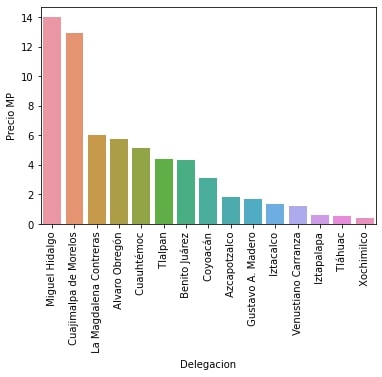 14
12
10
8
6
4
2
0
Precio MP
Miguel Hidalgo
Cuajimalpa de Morelos
La Magdalena Contreras
Alvaro Obregón
Cuauhtémoc
Tlalpan
Benito Juárez
Coyoacán
Azcapotzalco
Gustavo A. Madero
Iztacalco
Venustiano Carranza
Iztapalapa
Tláhuac
Xochimilco
Delegacion